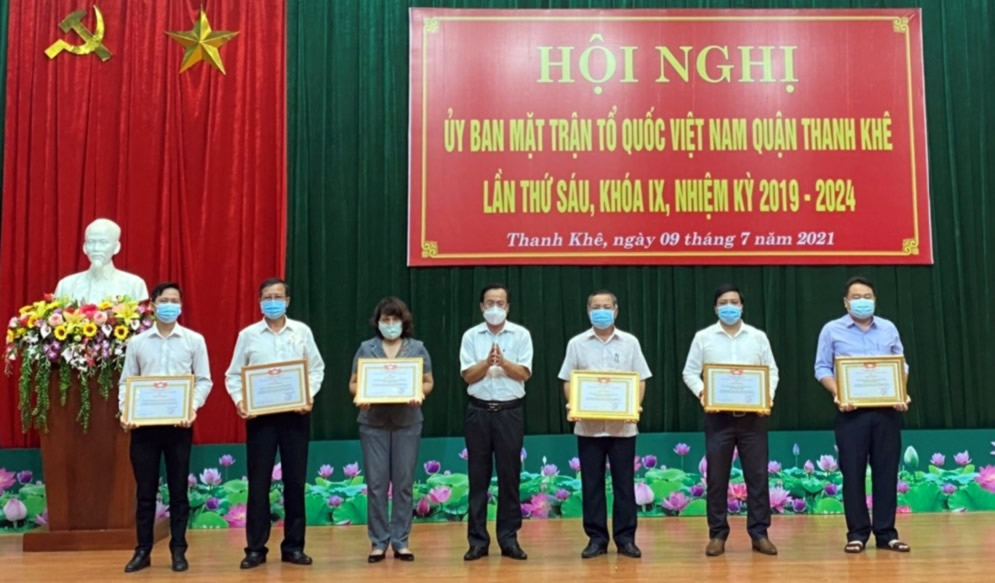 HỘI NGHỊ
ỦY BAN MẶT TRẬN TỔ QUỐC VIỆT NAM QUẬN THANH KHÊ
LẦN THỨ SÁU, KHÓA IX, NHIỆM KỲ 2019 - 2024
Thanh Khê, ngày 09 tháng 7 năm 2021